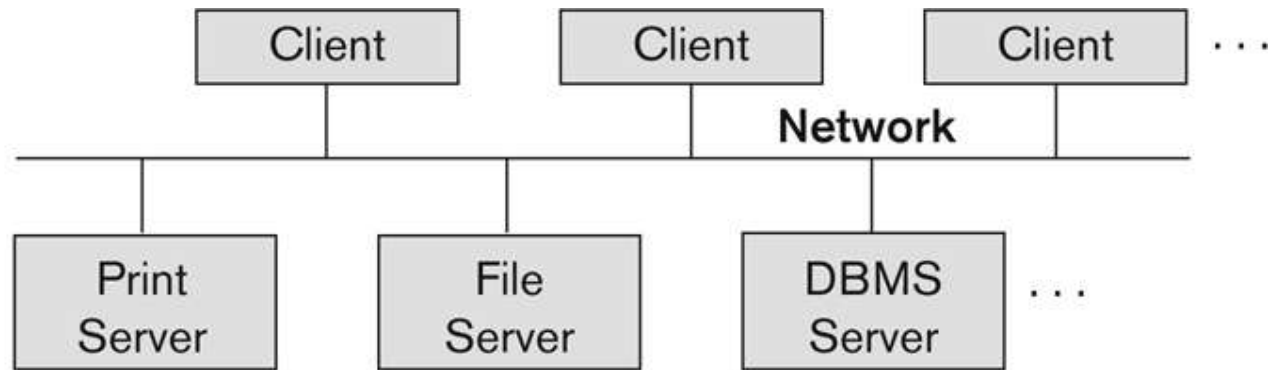 Client
Client
Client
. . .
Network
Print
Server
File
Server
DBMS
Server
. . .